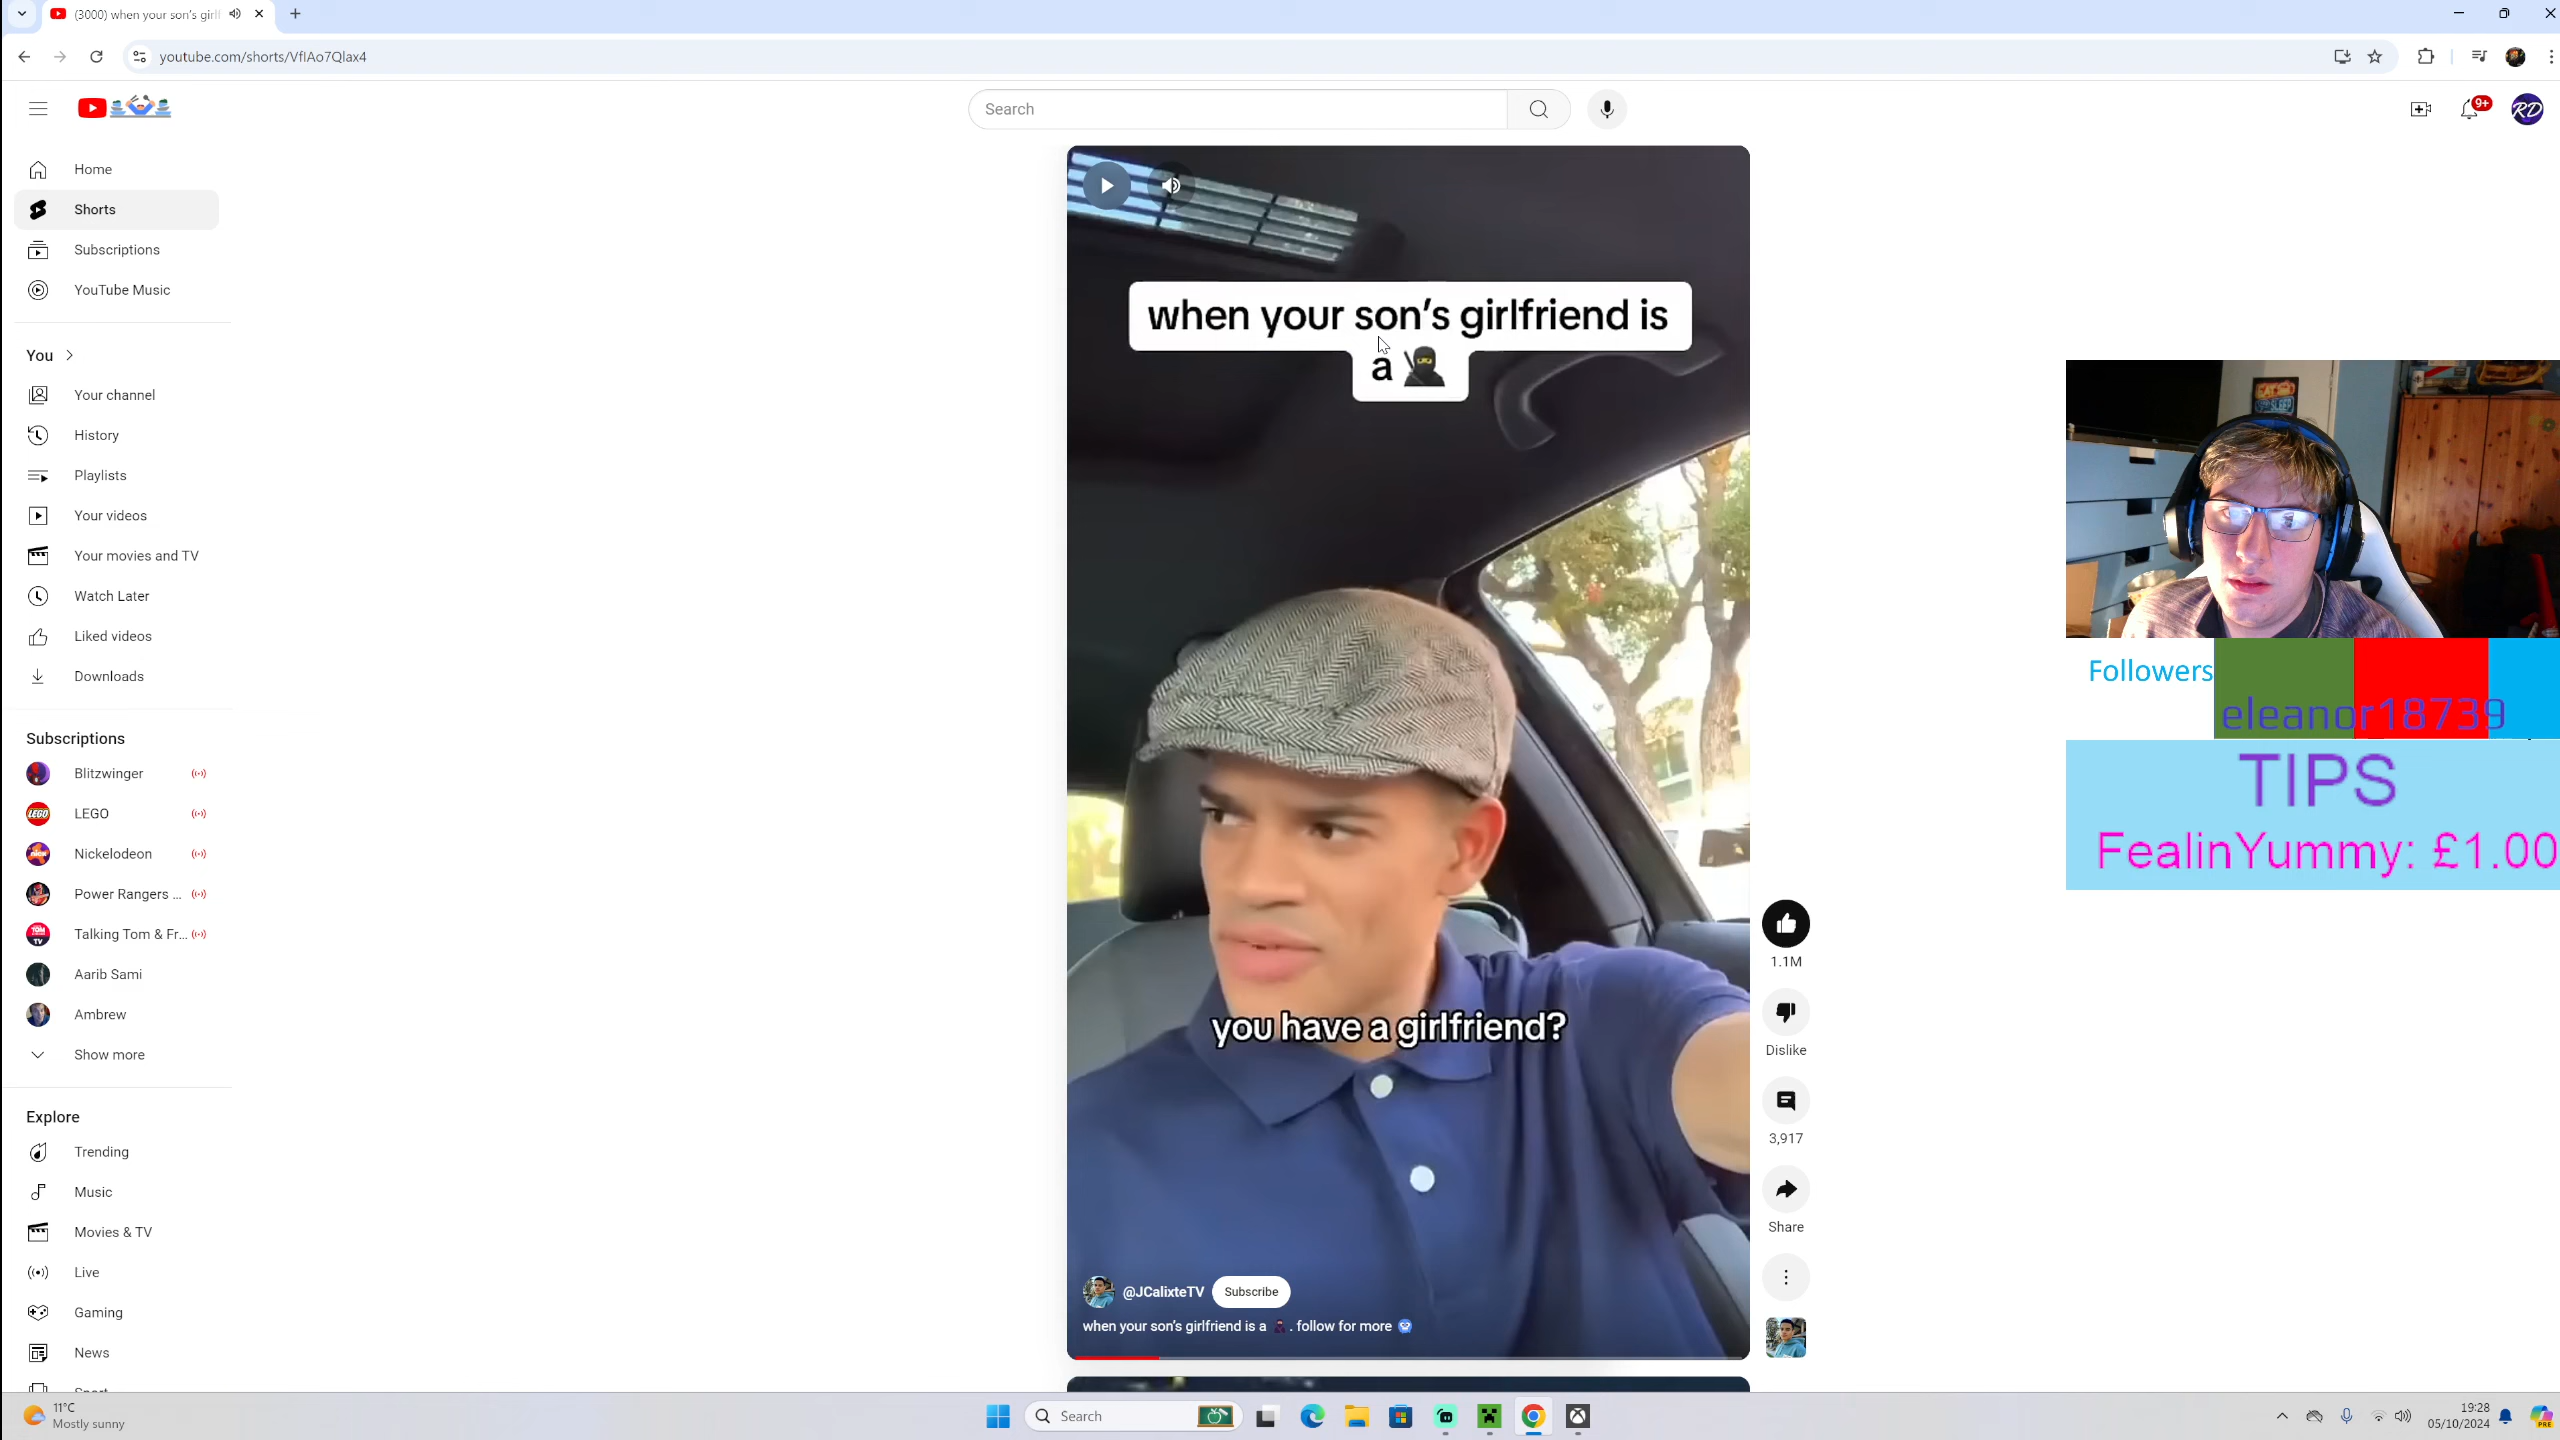 (3000) when your son's girlf
youtube.com/shorts/VflAo7Qlax4
Search
9+
RD
Home
Shorts
Subscriptions
YouTube Music
You
Your channel
History
Playlists
Your videos
Your movies and TV
Watch Later
Liked videos
Downloads
Subscriptions
Blitzwinger
LEGO
Nickelodeon
Power Rangers ...
Talking Tom & Fr...
Aarib Sami
Ambrew
Show more
Explore
Trending
Music
Movies & TV
Live
Gaming
News
Sport
when your son's girlfriend is
a 🥷
you have a girlfriend?
@JCalixteTV Subscribe
when your son's girlfriend is a 🥷. follow for more
1.1M
Dislike
3,917
Share
Followers
eleanor18739
TIPS
FealinYummy: £1.00
11°C
Mostly sunny
Search
19:28
05/10/2024